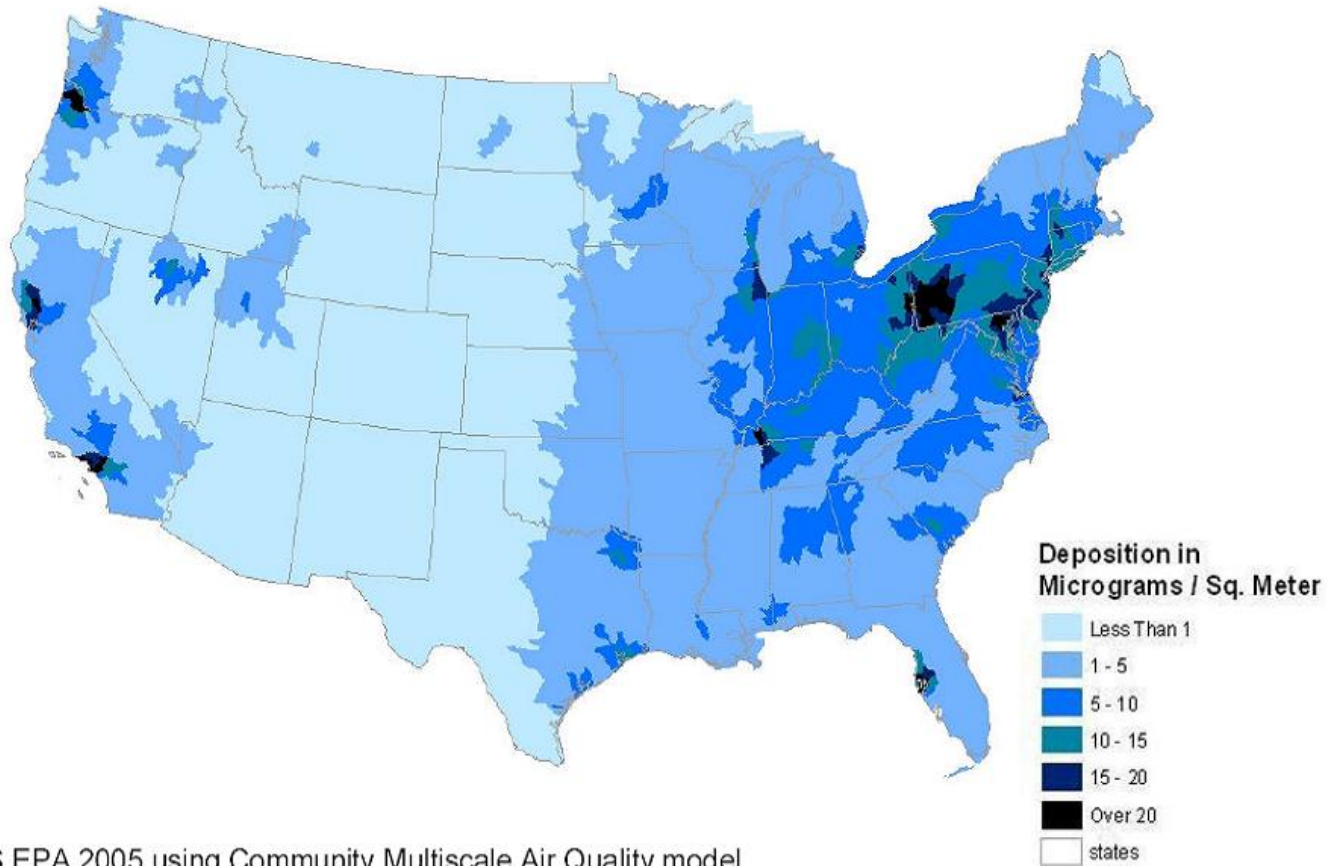 Deposition in
Micrograms / Sq. Meter
Less Than 1
1 - 5
5 - 10
10 - 15
15 - 20
Over 20
states
EPA 2005 using Community Multiscale Air Quality model